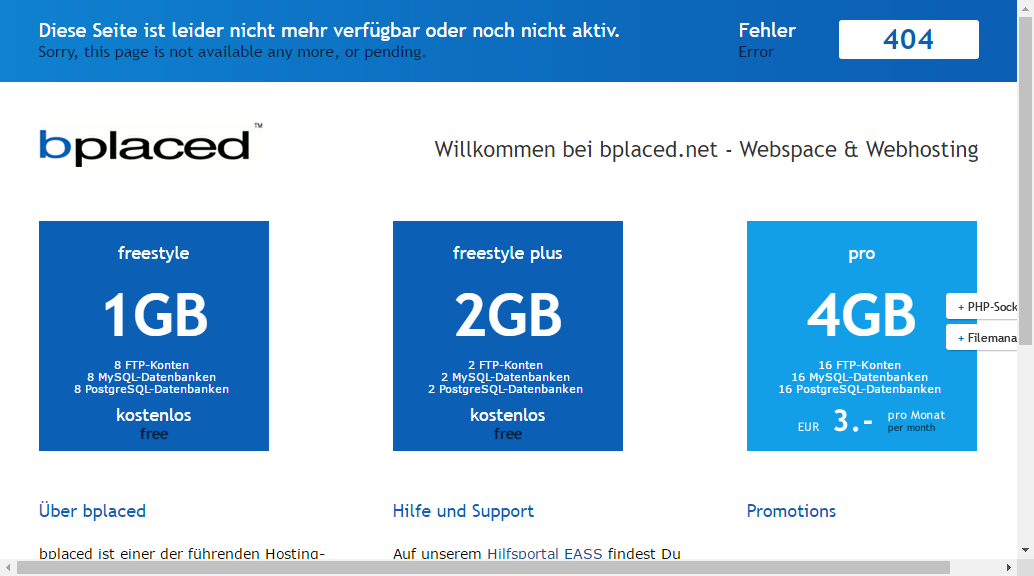 Diese Seite ist leider nicht mehr verfügbar oder noch nicht aktiv.
Sorry, this page is not available any more, or pending.
Fehler
Error
404
bplaced™
Willkommen bei bplaced.net - Webspace & Webhosting
freestyle
1GB
8 FTP-Konten
8 MySQL-Datenbanken
8 PostgreSQL-Datenbanken
kostenlos
free
freestyle plus
2GB
2 FTP-Konten
2 MySQL-Datenbanken
2 PostgreSQL-Datenbanken
kostenlos
free
pro
4GB
16 FTP-Konten
16 MySQL-Datenbanken
16 PostgreSQL-Datenbanken
EUR 3.- pro Monat
per month
+ PHP-Sock
+ Filemana
Über bplaced
bplaced ist einer der führenden Hosting-
Hilfe und Support
Auf unserem Hilfsportal EASS findest Du
Promotions